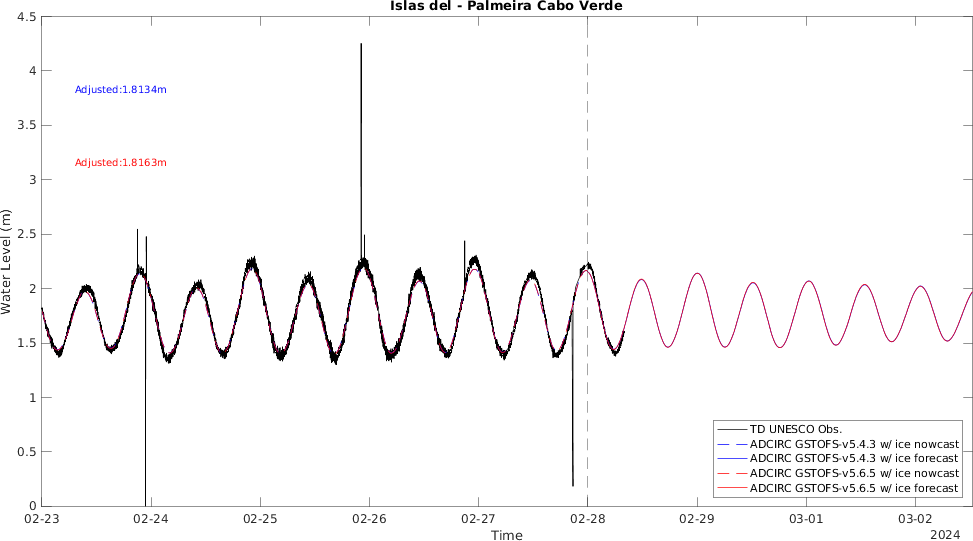 Islas del - Palmeira Cabo Verde
4.5
4
3.5
3
2.5
2
1.5
1
0.5
0
Water Level (m)
Adjusted:1.8134m
Adjusted:1.8163m
TD UNESCO Obs.
ADCIRC GSTOFS-v5.4.3 w/ ice nowcast
ADCIRC GSTOFS-v5.4.3 w/ ice forecast
ADCIRC GSTOFS-v5.6.5 w/ ice nowcast
ADCIRC GSTOFS-v5.6.5 w/ ice forecast
02-23 02-24 02-25 02-26 02-27 02-28 02-29 03-01 03-02
Time
2024